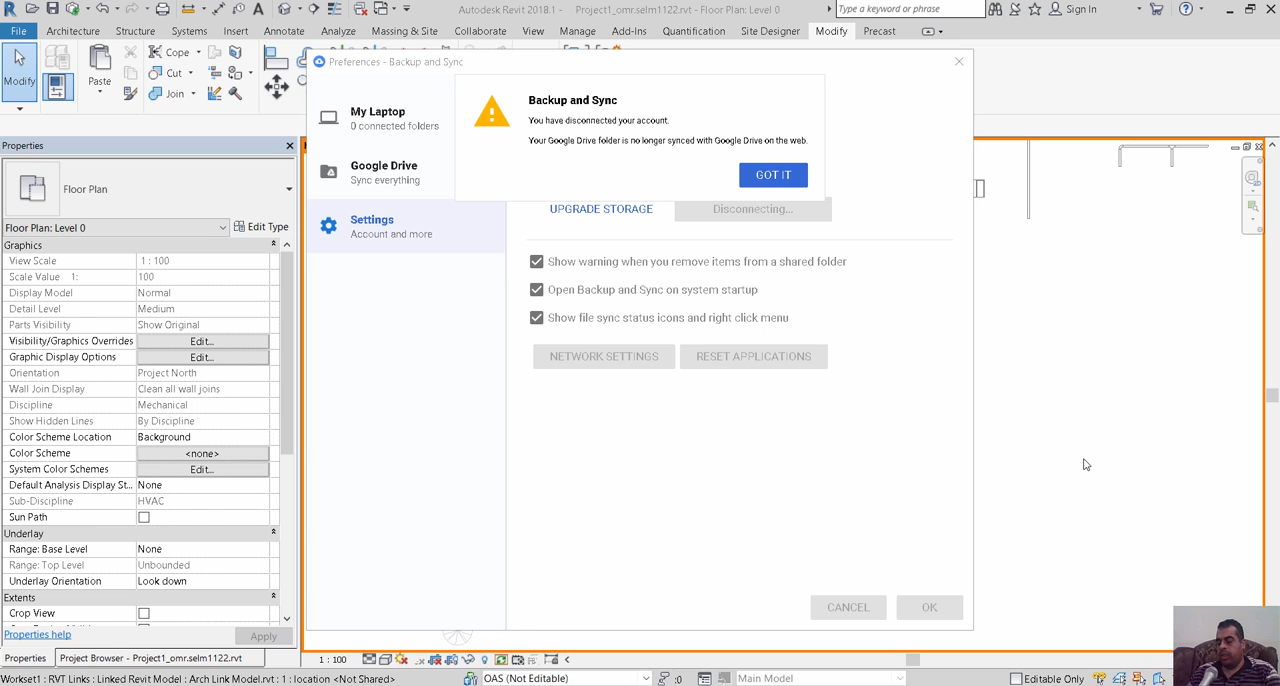 Autodesk Revit 2018.1 - Project1_omr.selm1122.rvt - Floor Plan: Level 0
Type a keyword or phrase
Sign In
File Architecture Structure Systems Insert Annotate Analyze Massing & Site Collaborate View Manage Add-Ins Quantification Site Designer Modify Precast
Modify
Paste
Cope
Cut
Join
Properties
Floor Plan
Floor Plan: Level 0
Edit Type
Graphics
View Scale 1 : 100
Scale Value 1: 100
Display Model Normal
Detail Level Medium
Parts Visibility Show Original
Visibility/Graphics Overrides Edit...
Graphic Display Options Edit...
Orientation Project North
Wall Join Display Clean all wall joins
Discipline Mechanical
Show Hidden Lines By Discipline
Color Scheme Location Background
Color Scheme <none>
System Color Schemes Edit...
Default Analysis Display St... None
Sub-Discipline HVAC
Sun Path
Underlay
Range: Base Level None
Range: Top Level Unbounded
Underlay Orientation Look down
Extents
Crop View
Properties help
Apply
Properties
Project Browser - Project1_omr.selm1122.rvt
Preferences - Backup and Sync
My Laptop
0 connected folders
Google Drive
Sync everything
Settings
Account and more
Backup and Sync
You have disconnected your account.
Your Google Drive folder is no longer synced with Google Drive on the web.
GOT IT
UPGRADE STORAGE
Disconnecting...
Show warning when you remove items from a shared folder
Open Backup and Sync on system startup
Show file sync status icons and right click menu
NETWORK SETTINGS
RESET APPLICATIONS
CANCEL
OK
1 : 100
Workset1 : RVT Links : Linked Revit Model : Arch Link Model.rvt : 1 : location <Not Shared>
OAS (Not Editable)
:0
Main Model
Editable Only